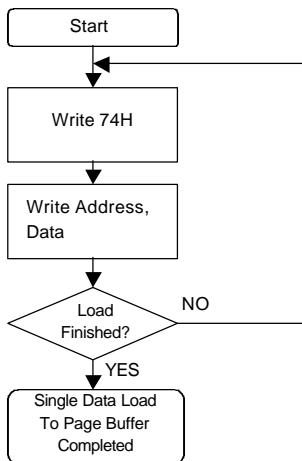 Start
Write 74H
Write Address,
Data
Load
Finished?
NO
YES
Single Data Load
To Page Buffer
Completed